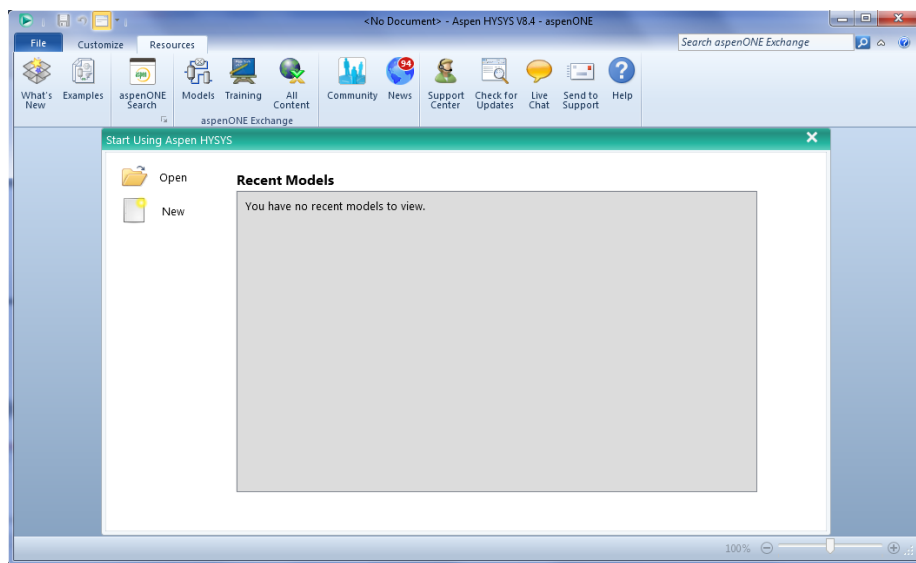 <No Document> - Aspen HYSYS V8.4 - aspenONE
File Customize Resources Search aspenONE Exchange
What's New
Examples
aspenONE Search
Models
Training
All Content
Community
94
News
Support Center
Check for Updates
Live Chat
Send to Support
Help
aspenONE Exchange
Start Using Aspen HYSYS
Open
New
Recent Models
You have no recent models to view.
100%